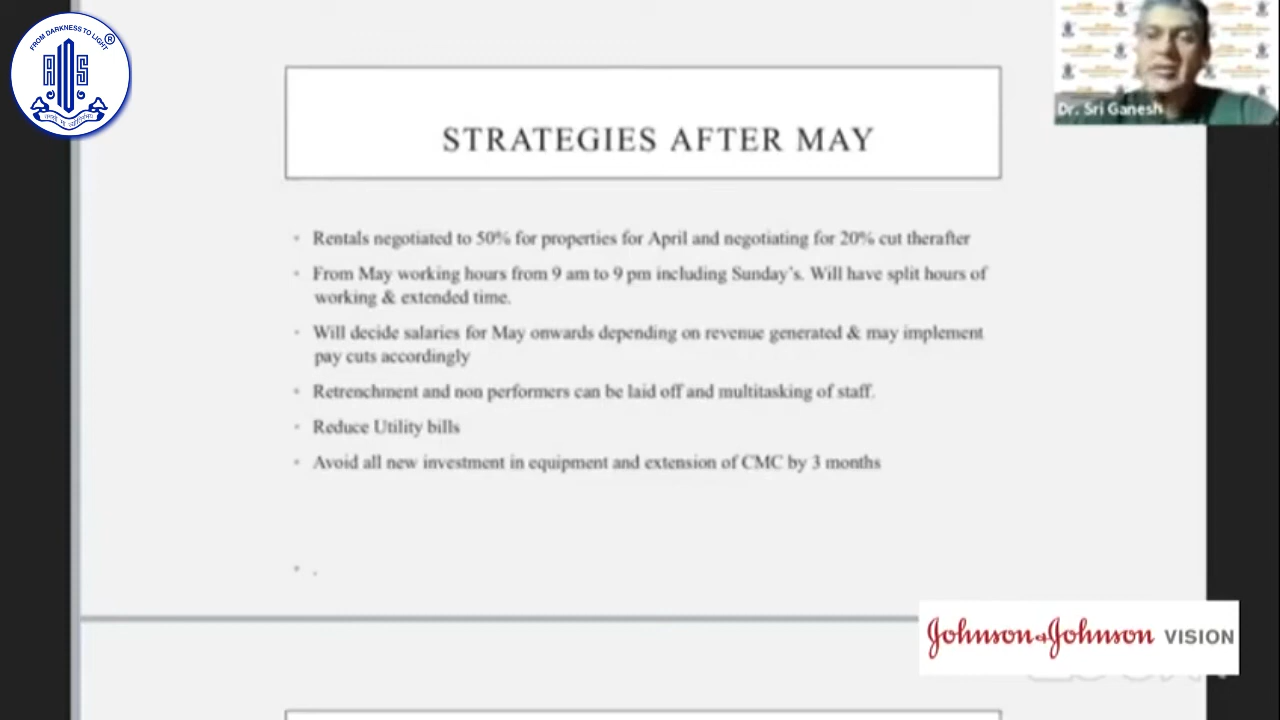 FROM DARKNESS TO LIGHT
AIOS
Dr. Sri Ganesh
STRATEGIES AFTER MAY
Rentals negotiated to 50% for properties for April and negotiating for 20% cut therafter
From May working hours from 9 am to 9 pm including Sunday's. Will have split hours of
working & extended time.
Will decide salaries for May onwards depending on revenue generated & may implement
pay cuts accordingly
Retrenchment and non performers can be laid off and multitasking of staff.
Reduce Utility bills
Avoid all new investment in equipment and extension of CMC by 3 months
.
Johnson & Johnson VISION